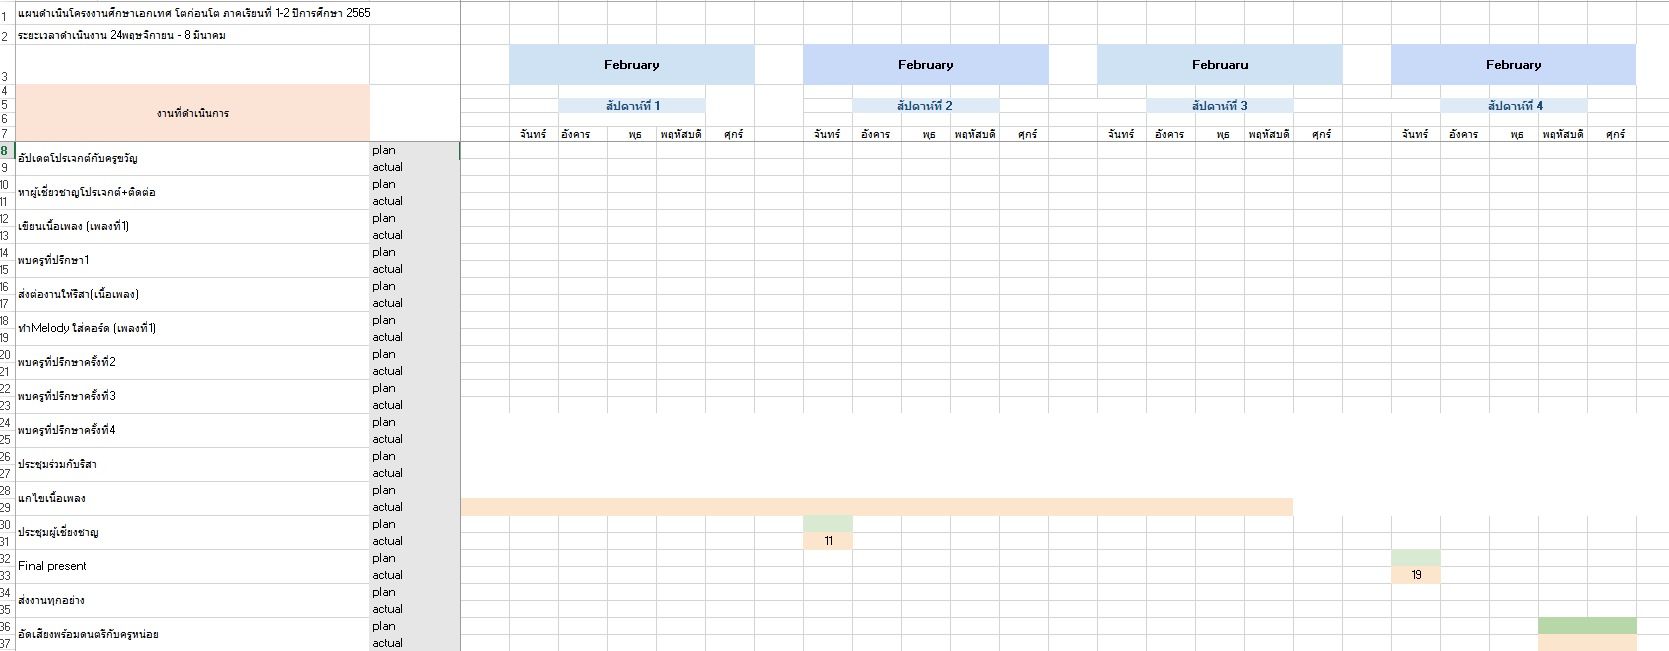 1 แผนดำเนินโครงงานศึกษาเอกเทศ โตก่อนโต ภาคเรียนที่ 1-2 ปีการศึกษา 2565
2 ระยะเวลาดำเนินงาน 24พฤษจิกายน - 8 มีนาคม
3 February February Februaru February
4
5 สัปดาห์ที่ 1 สัปดาห์ที่ 2 สัปดาห์ที่ 3 สัปดาห์ที่ 4
งานที่ดำเนินการ
6
7 จันทร์ อังคาร พุธ พฤหัสบดี ศุกร์ จันทร์ อังคาร พุธ พฤหัสบดี ศุกร์ จันทร์ อังคาร พุธ พฤหัสบดี ศุกร์ จันทร์ อังคาร พุธ พฤหัสบดี ศุกร์
8 plan
อัปเดตโปรเจกต์กับครูขวัญ
9 actual
10 plan
หาผู้เชี่ยวชาญโปรเจกต์+ติดต่อ
11 actual
12 plan
เขียนเนื้อเพลง (เพลงที่1)
13 actual
14 plan
พบครูที่ปรึกษา1
15 actual
16 plan
ส่งต่องานให้ริสา(เนื้อเพลง)
17 actual
18 plan
ทำMelody ใส่คอร์ด (เพลงที่1)
19 actual
20 plan
พบครูที่ปรึกษาครั้งที่2
21 actual
22 plan
พบครูที่ปรึกษาครั้งที่3
23 actual
24 plan
พบครูที่ปรึกษาครั้งที่4
25 actual
26 plan
ประชุมร่วมกับริสา
27 actual
28 plan
แก้ไขเนื้อเพลง
29 actual
30 plan
ประชุมผู้เชี่ยงชาญ
31 actual 11
32 plan
Final present
33 actual 19
34 plan
ส่งงานทุกอย่าง
35 actual
36 plan
อัดเสียงพร้อมดนตรีกับครูหน่อย
37 actual